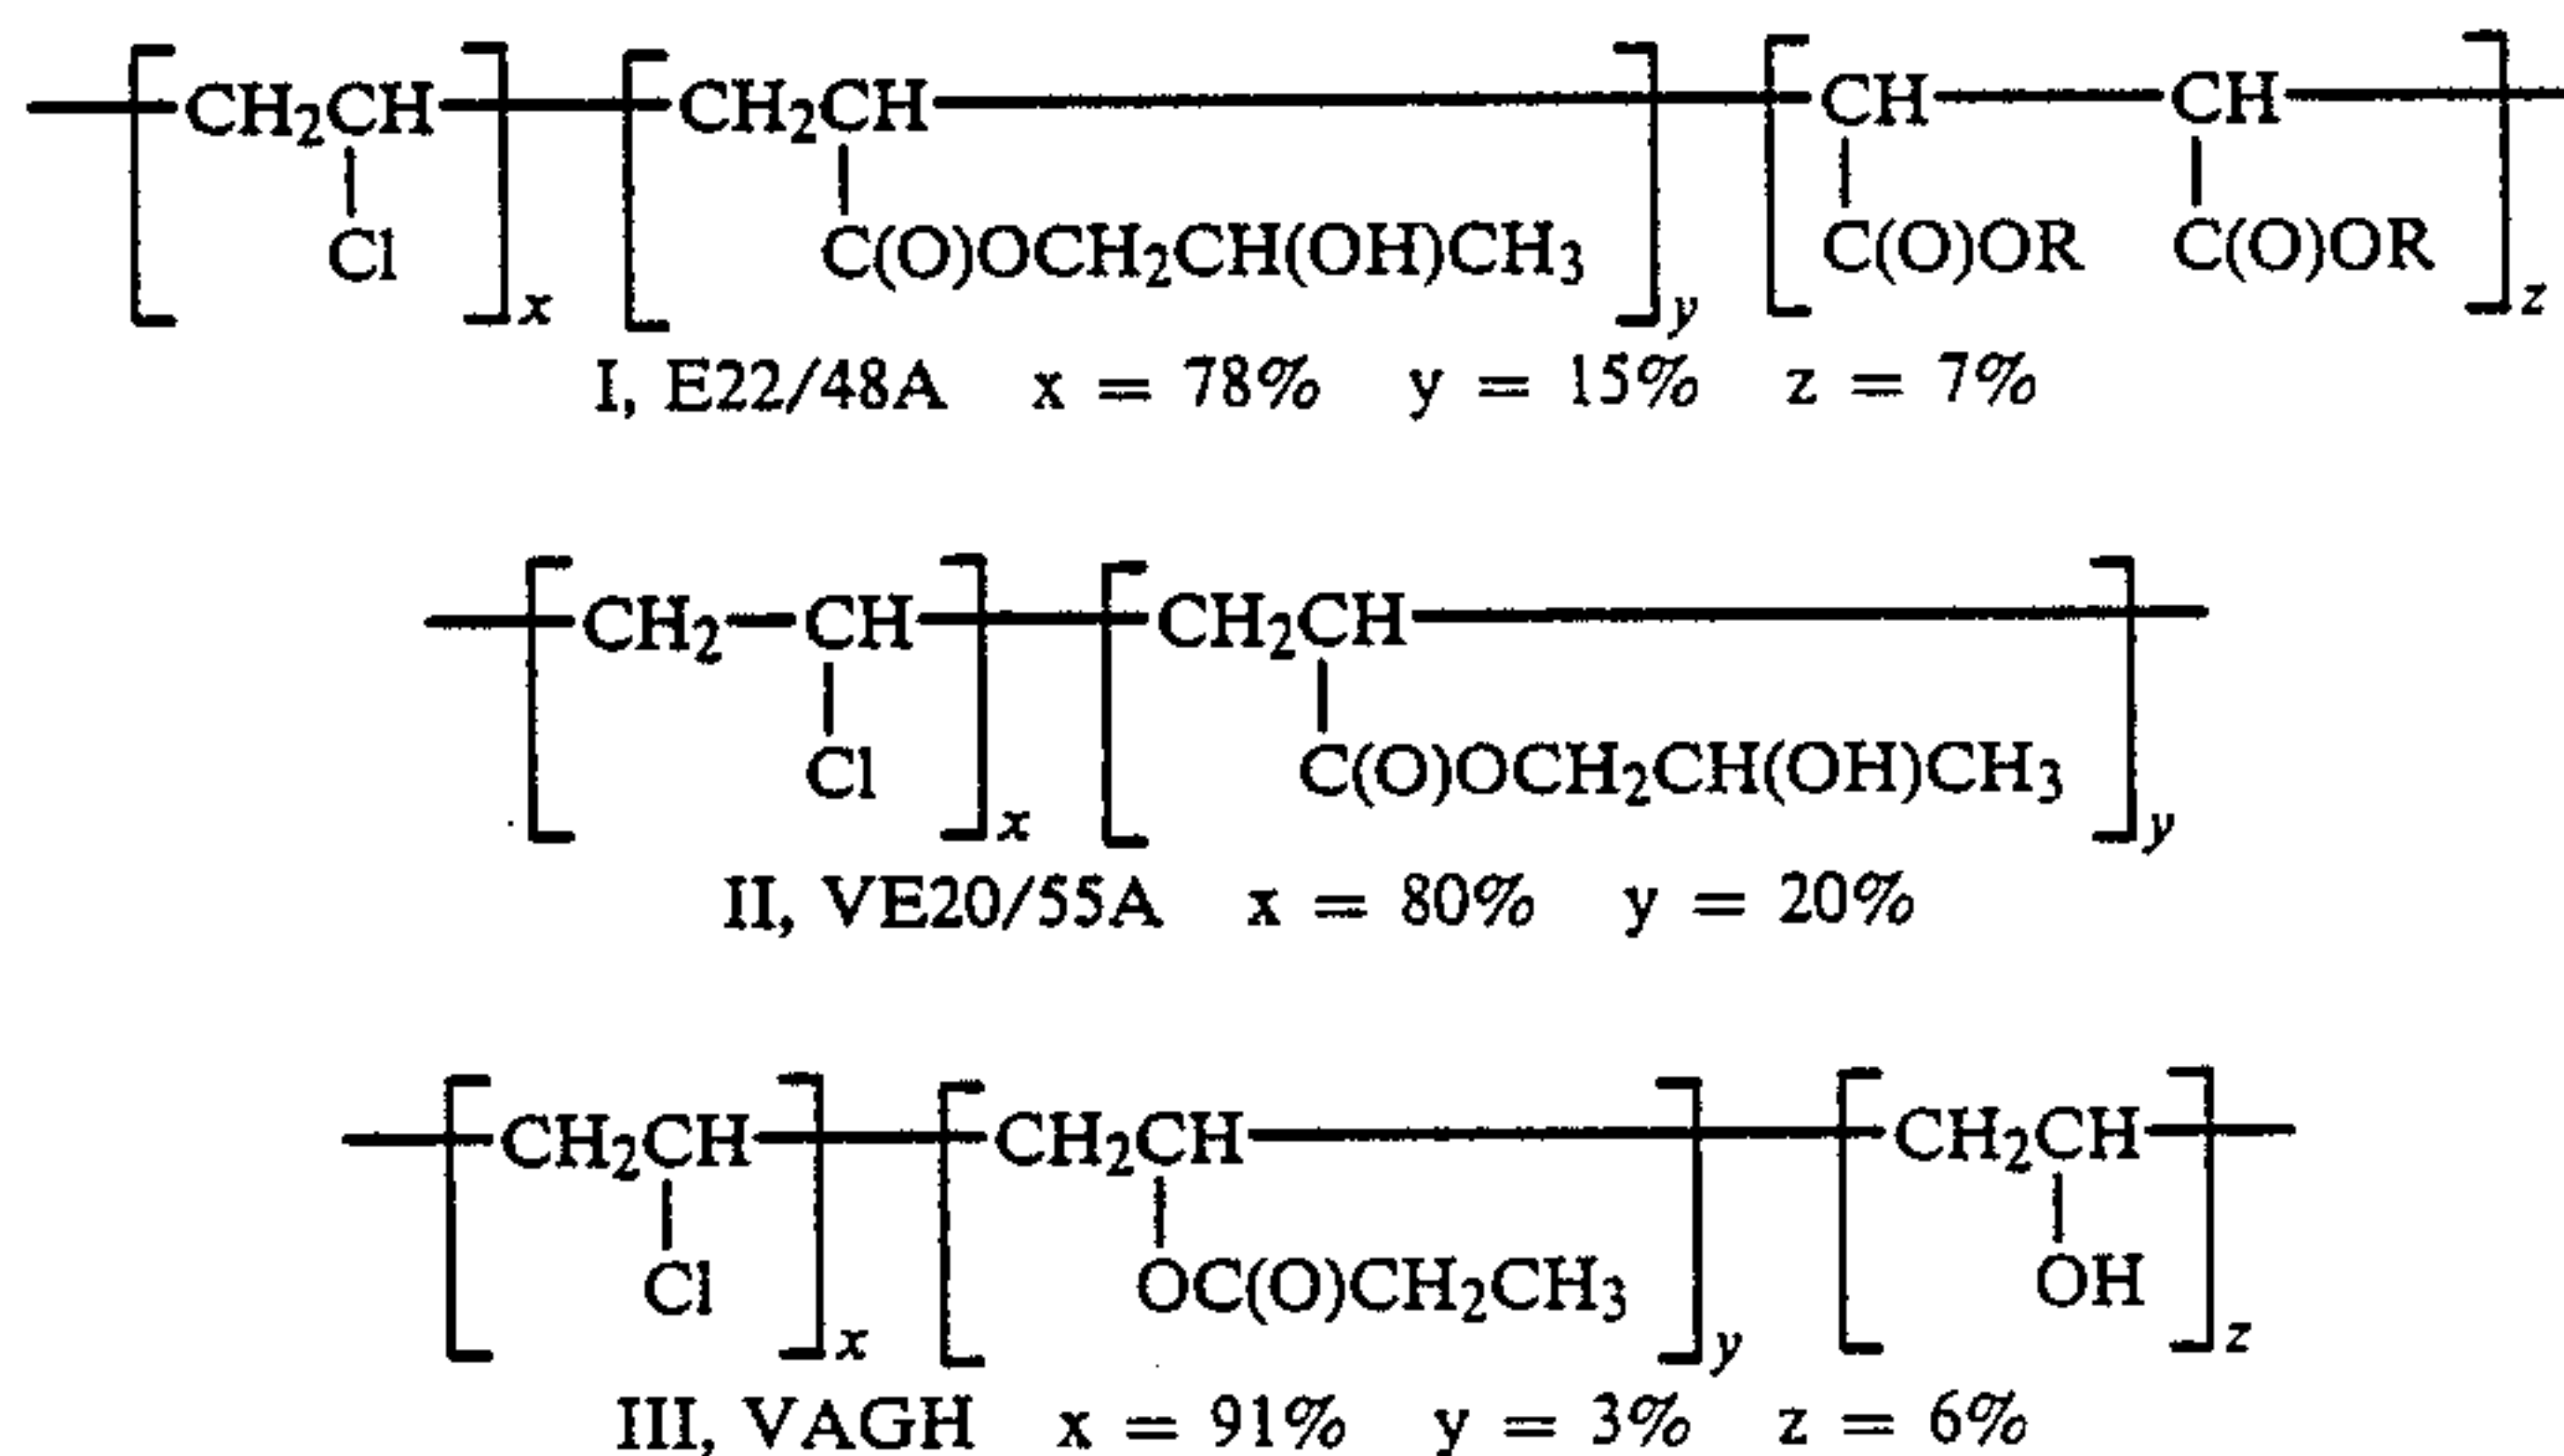 CH₂CH CH₂CH CH CH
Cl C(O)OCH₂CH(OH)CH₃ C(O)OR C(O)OR
x y z
I, E22/48A x = 78% y = 15% z = 7%
CH₂—CH CH₂CH
Cl C(O)OCH₂CH(OH)CH₃
x y
II, VE20/55A x = 80% y = 20%
CH₂CH CH₂CH CH₂CH
Cl OC(O)CH₂CH₃ OH
x y z
III, VAGH x = 91% y = 3% z = 6%